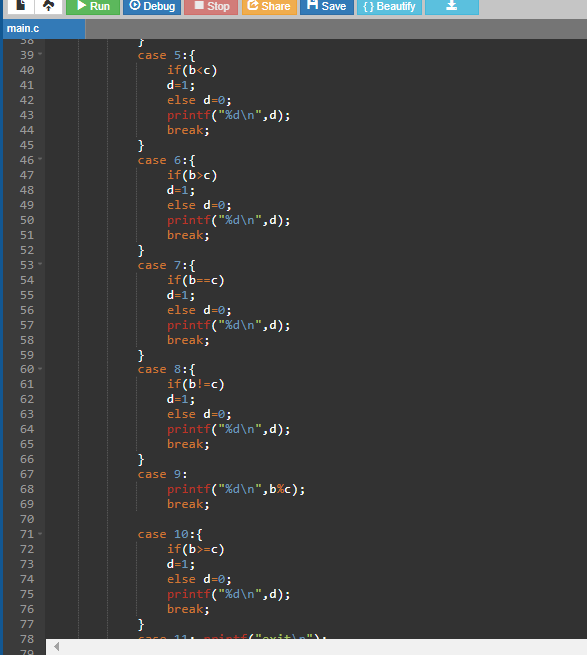 Run Debug Stop Share Save { } Beautify
main.c
38 }
39 case 5:{
40 if(b<c)
41 d=1;
42 else d=0;
43 printf("%d\n",d);
44 break;
45 }
46 case 6:{
47 if(b>c)
48 d=1;
49 else d=0;
50 printf("%d\n",d);
51 break;
52 }
53 case 7:{
54 if(b==c)
55 d=1;
56 else d=0;
57 printf("%d\n",d);
58 break;
59 }
60 case 8:{
61 if(b!=c)
62 d=1;
63 else d=0;
64 printf("%d\n",d);
65 break;
66 }
67 case 9:
68 printf("%d\n",b%c);
69 break;
70
71 case 10:{
72 if(b>=c)
73 d=1;
74 else d=0;
75 printf("%d\n",d);
76 break;
77 }
78 case 11: printf("exit\n");
79